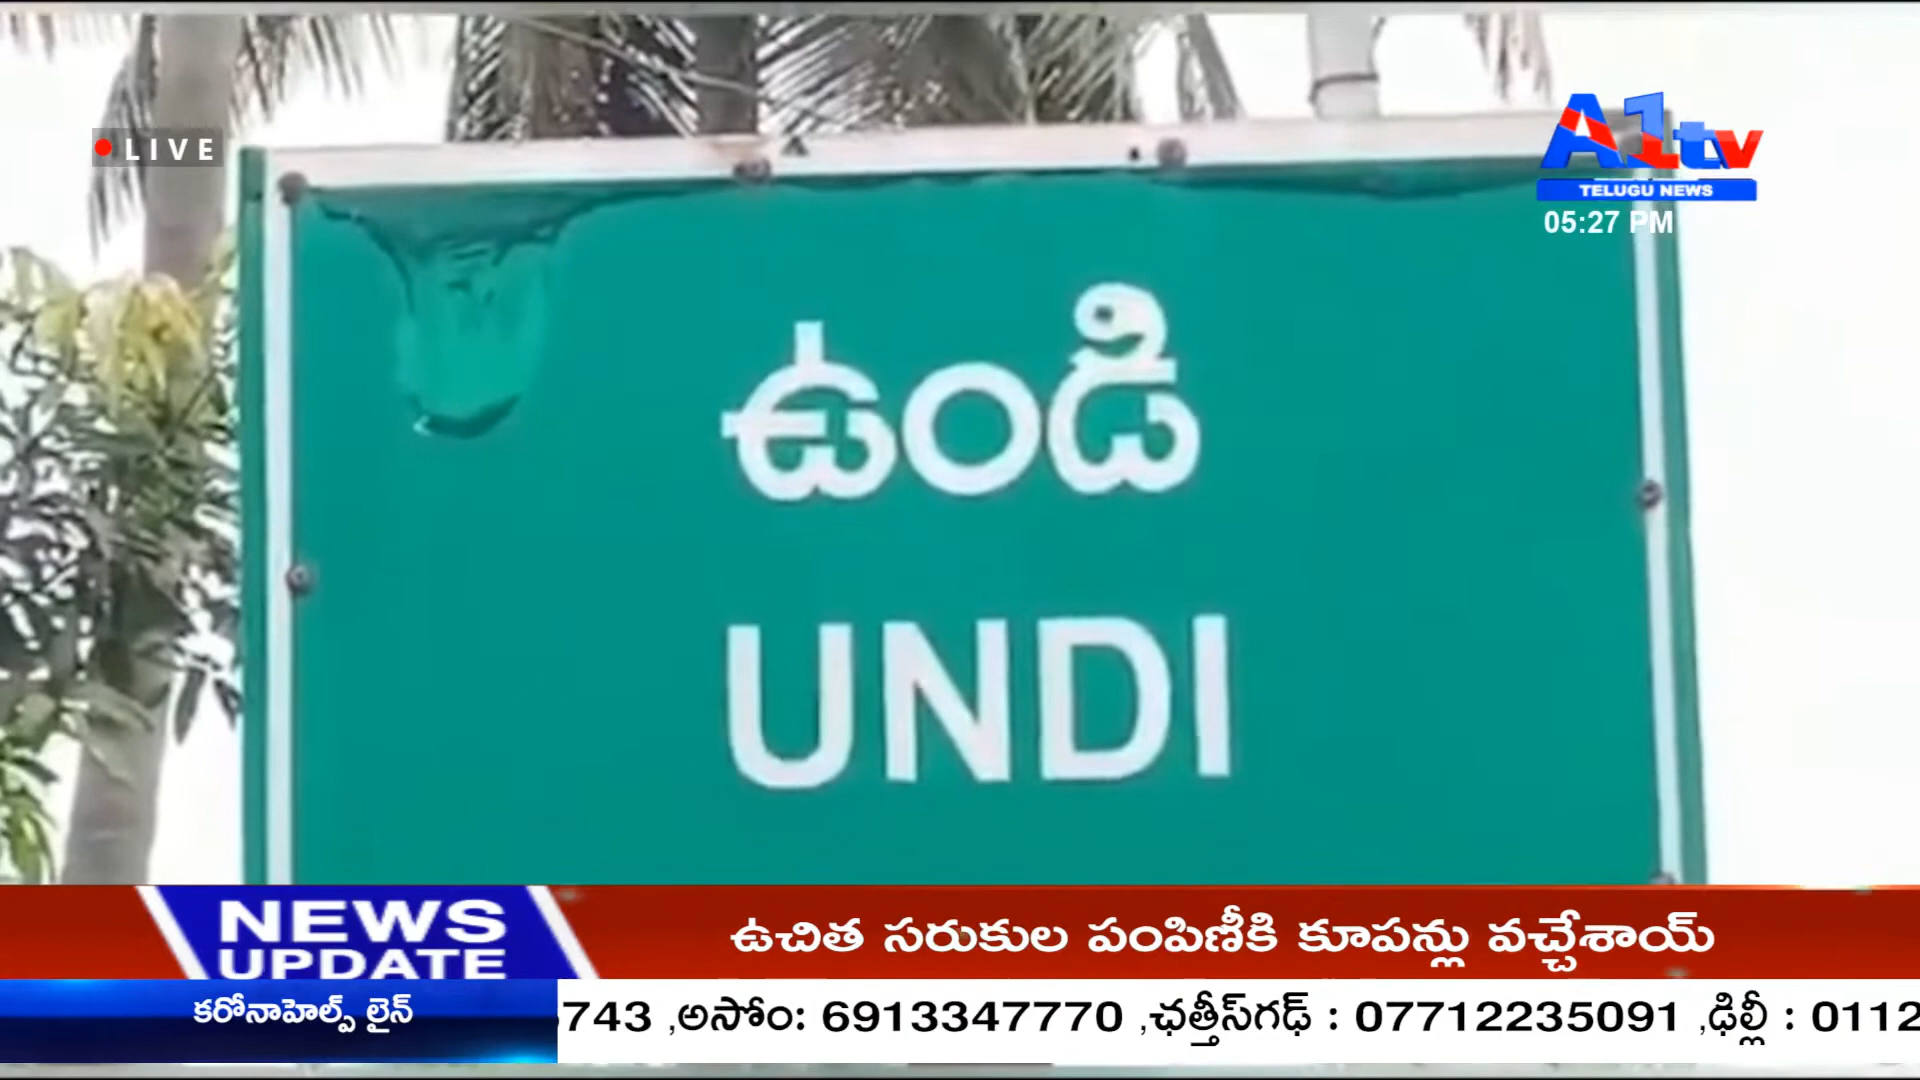 LIVE
A1tv
TELUGU NEWS
05:27 PM
ఉండి
UNDI
NEWS
UPDATE
ఉచిత సరుకుల పంపిణీకి కూపన్లు వచ్చేశాయ్
కరోనాహెల్ప్ లైన్
743 ,అసోం: 6913347770 ,ఛత్తీస్‌గఢ్ : 07712235091 ,ఢిల్లీ : 0112